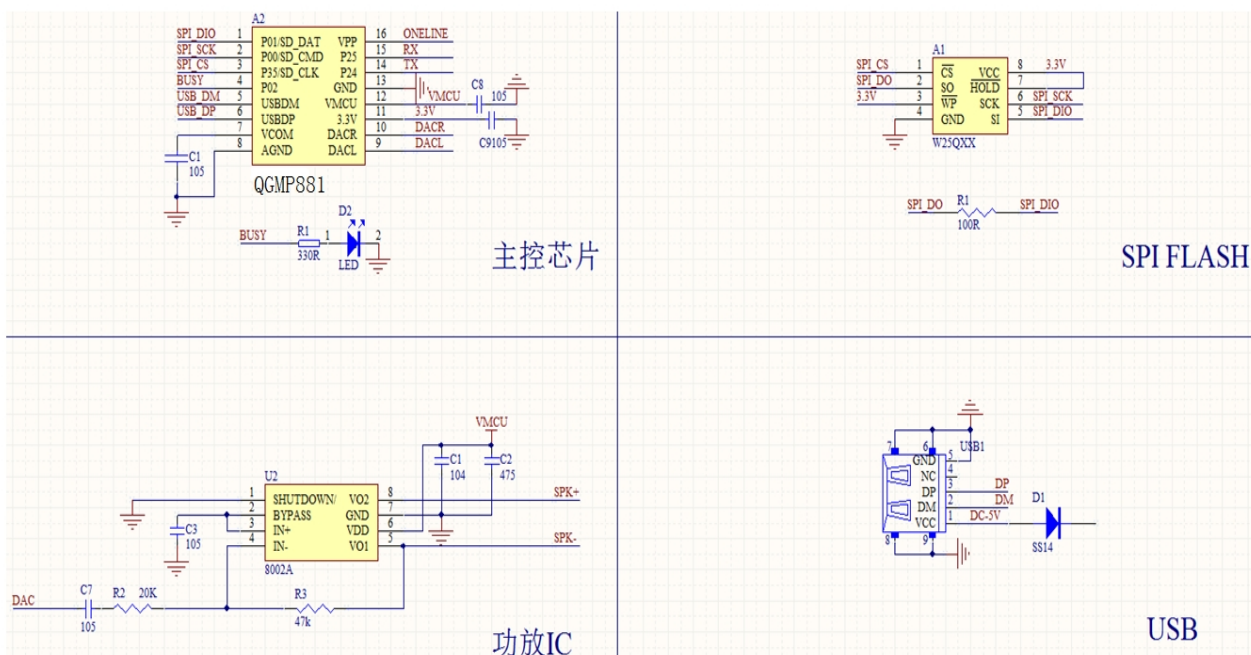 A2
SPI_DIO 1 P01/SD_DAT VPP 16 ONELINE
SPI_SCK 2 P00/SD_CMD P25 15 RX
SPI_CS 3 P35/SD_CLK P24 14 TX
BUSY 4 P02 GND 13
USB_DM 5 USBDM VMCU 12 VMCU C8 105
USB_DP 6 USBDP 3.3V 11 3.3V
7 VCOM DACR 10 DACR
8 AGND DACL 9 DACL C9105
C1
105
QGMP881
D2
BUSY R1 1 2
330R LED
主控芯片
A1
SPI_CS 1 CS VCC 8 3.3V
SPI_DO 2 SO HOLD 7
3.3V 3 WP SCK 6 SPI_SCK
4 GND SI 5 SPI_DIO
W25QXX
SPI_DO R1 SPI_DIO
100R
SPI FLASH
VMCU
C1 C2
104 475
U2
1 SHUTDOWN/ VO2 8 SPK+
2 BYPASS GND 7
3 IN+ VDD 6
4 IN- VO1 5 SPK-
C3
105
8002A
C7 R2 20K R3
DAC
105 47k
功放IC
7 6 USB1
GND 5
NC 4
DP 3 DP
DM 2 DM D1
VCC 1 DC-5V
8 9 SS14
USB